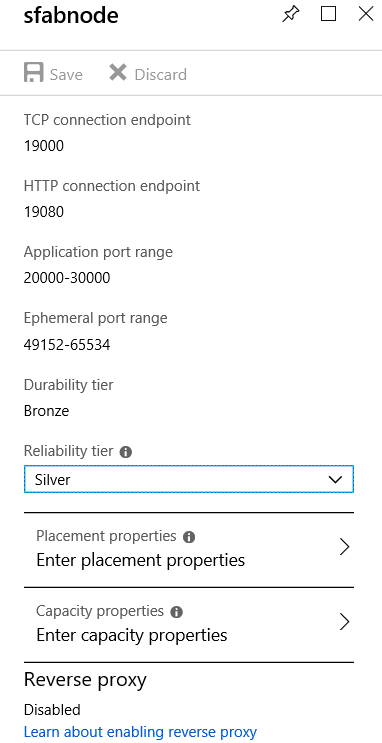 sfabnode
Save Discard
TCP connection endpoint
19000
HTTP connection endpoint
19080
Application port range
20000-30000
Ephemeral port range
49152-65534
Durability tier
Bronze
Reliability tier
Silver
Placement properties
Enter placement properties
Capacity properties
Enter capacity properties
Reverse proxy
Disabled
Learn about enabling reverse proxy